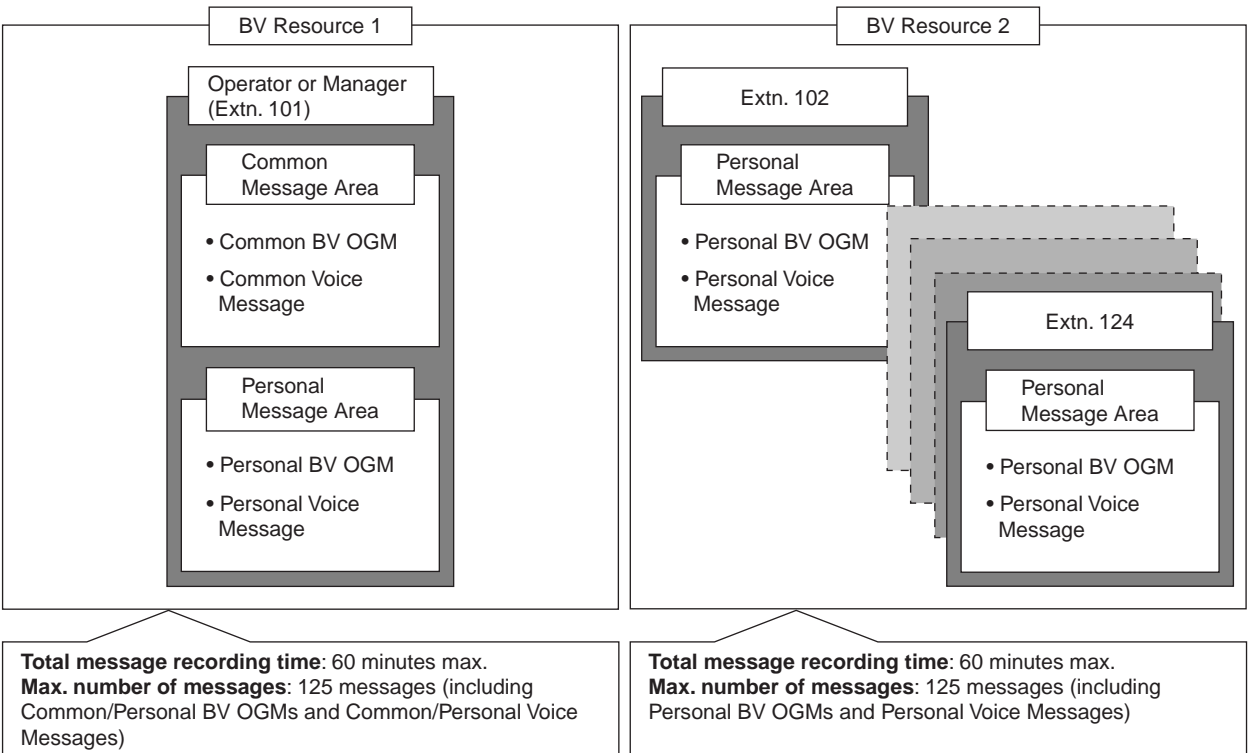 BV Resource 1
Operator or Manager
(Extn. 101)
Common
Message Area
• Common BV OGM
• Common Voice
Message
Personal
Message Area
• Personal BV OGM
• Personal Voice
Message
Total message recording time: 60 minutes max.
Max. number of messages: 125 messages (including
Common/Personal BV OGMs and Common/Personal Voice
Messages)
BV Resource 2
Extn. 102
Personal
Message Area
• Personal BV OGM
• Personal Voice
Message
Extn. 124
Personal
Message Area
• Personal BV OGM
• Personal Voice
Message
Total message recording time: 60 minutes max.
Max. number of messages: 125 messages (including
Personal BV OGMs and Personal Voice Messages)